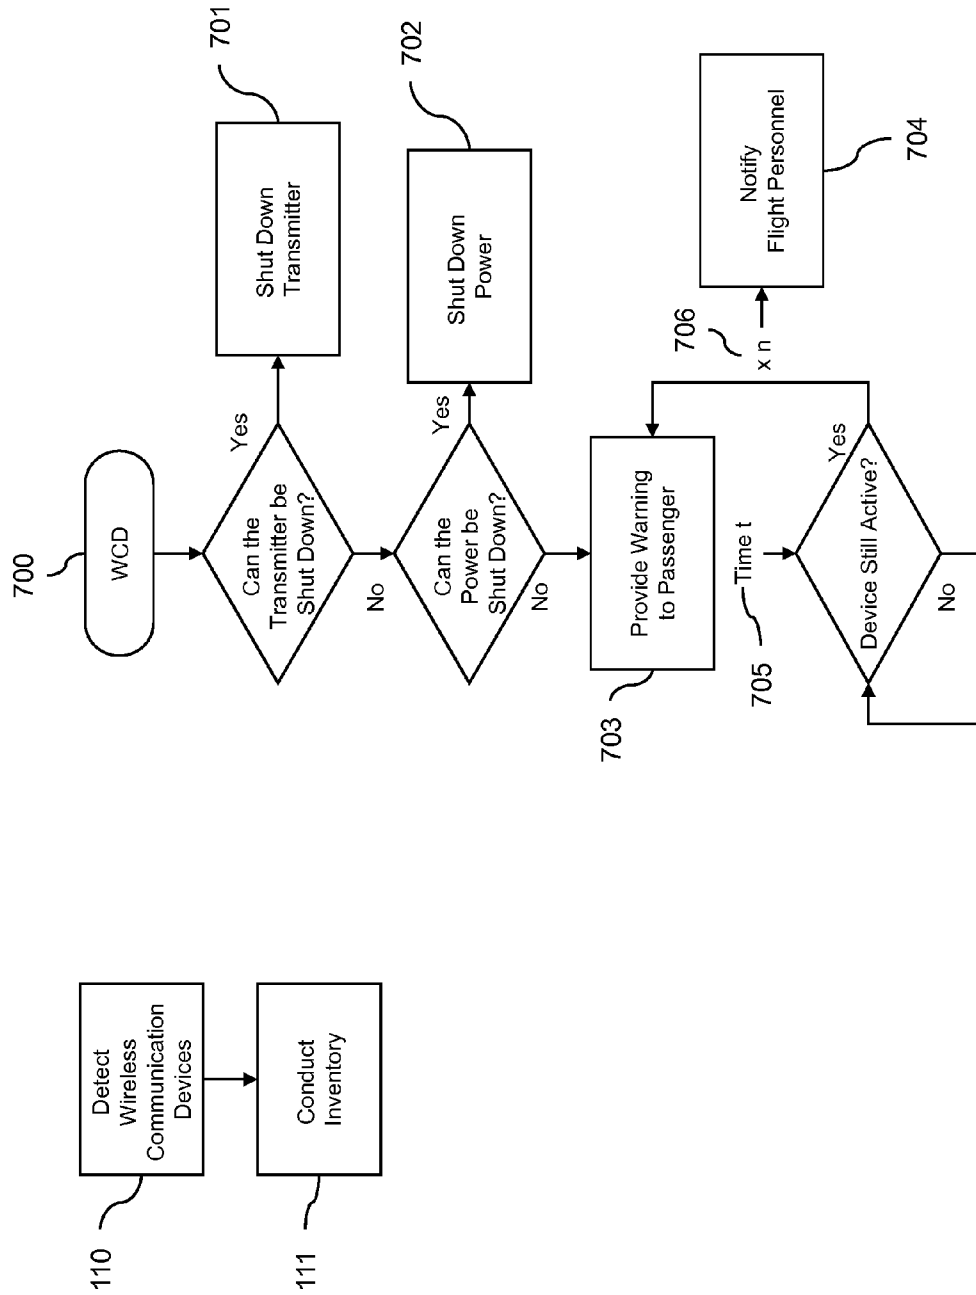 700
WCD
Can the
Transmitter be
Shut Down?
Yes
No
Shut Down
Transmitter
701
Can the
Power be
Shut Down?
Yes
No
Shut Down
Power
702
Provide Warning
to Passenger
703
Time t
705
Device Still Active?
Yes
No
x n
706
Notify
Flight Personnel
704
Detect
Wireless
Communication
Devices
110
Conduct
Inventory
111